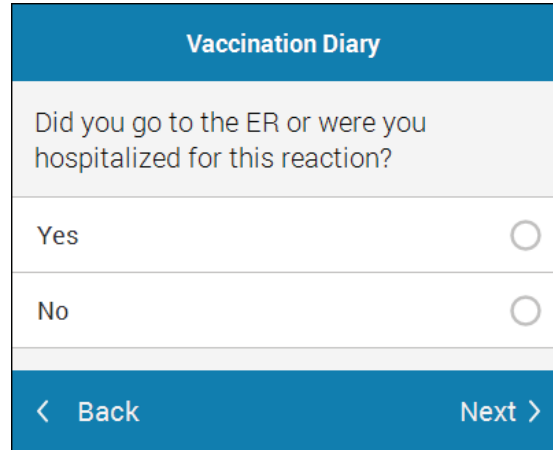 Vaccination Diary
Did you go to the ER or were you
hospitalized for this reaction?
Yes
No
Back
Next